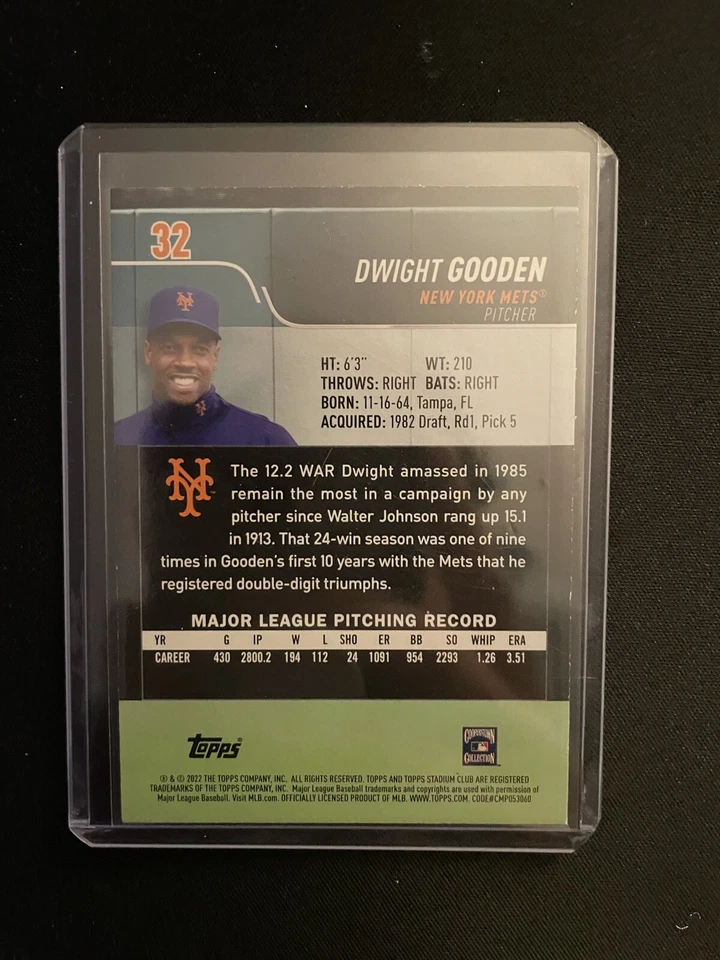 32
DWIGHT GOODEN
NEW YORK METS®
PITCHER
NY
HT: 6'3" WT: 210
THROWS: RIGHT BATS: RIGHT
BORN: 11-16-64, Tampa, FL
ACQUIRED: 1982 Draft, Rd1, Pick 5
NY
The 12.2 WAR Dwight amassed in 1985
remain the most in a campaign by any
pitcher since Walter Johnson rang up 15.1
in 1913. That 24-win season was one of nine
times in Gooden's first 10 years with the Mets that he
registered double-digit triumphs.
MAJOR LEAGUE PITCHING RECORD
YR G IP W L SHO ER BB SO WHIP ERA
CAREER 430 2800.2 194 112 24 1091 954 2293 1.26 3.51
Topps®
COOPERSTOWN
COLLECTION
® & © 2022 THE TOPPS COMPANY, INC. ALL RIGHTS RESERVED. TOPPS AND TOPPS STADIUM CLUB ARE REGISTERED
TRADEMARKS OF THE TOPPS COMPANY, INC. Major League Baseball trademarks and copyrights are used with permission of
Major League Baseball. Visit MLB.com. OFFICIALLY LICENSED PRODUCT OF MLB. WWW.TOPPS.COM. CODE#CMP053060